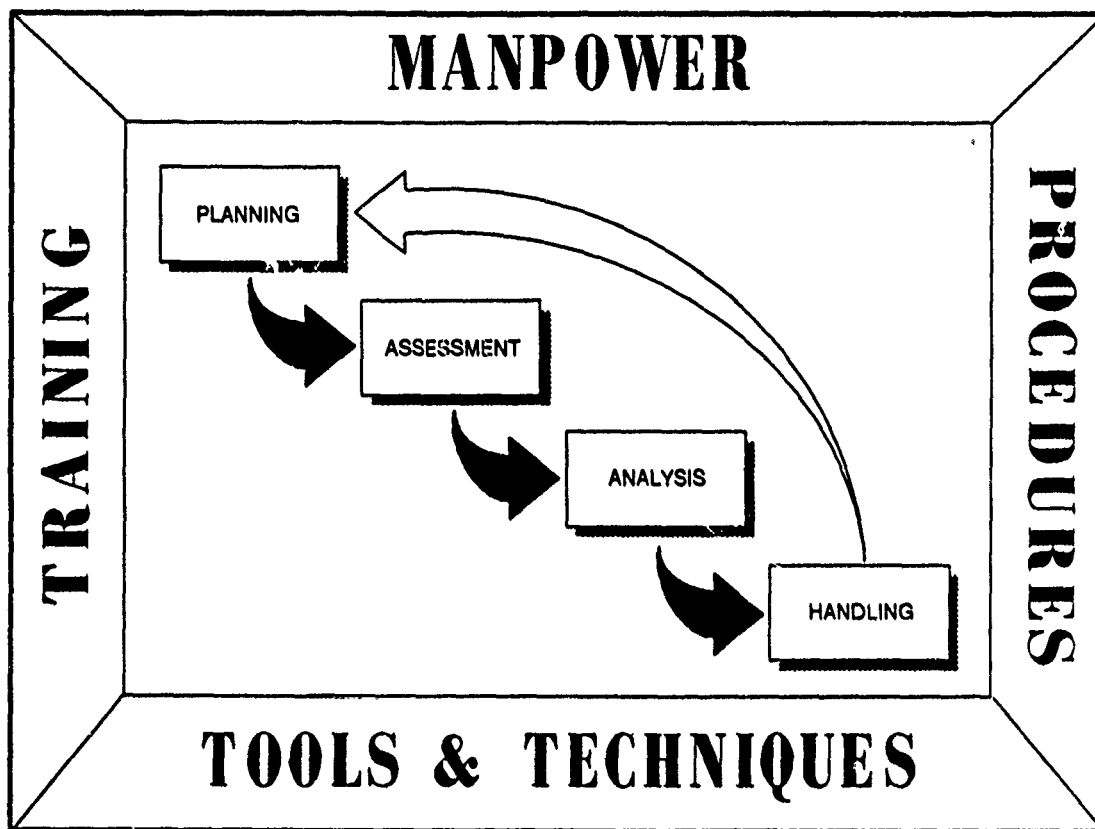 MANPOWER
PLANNING
ASSESSMENT
ANALYSIS
HANDLING
TRAINING
PROCEDURES
TOOLS & TECHNIQUES